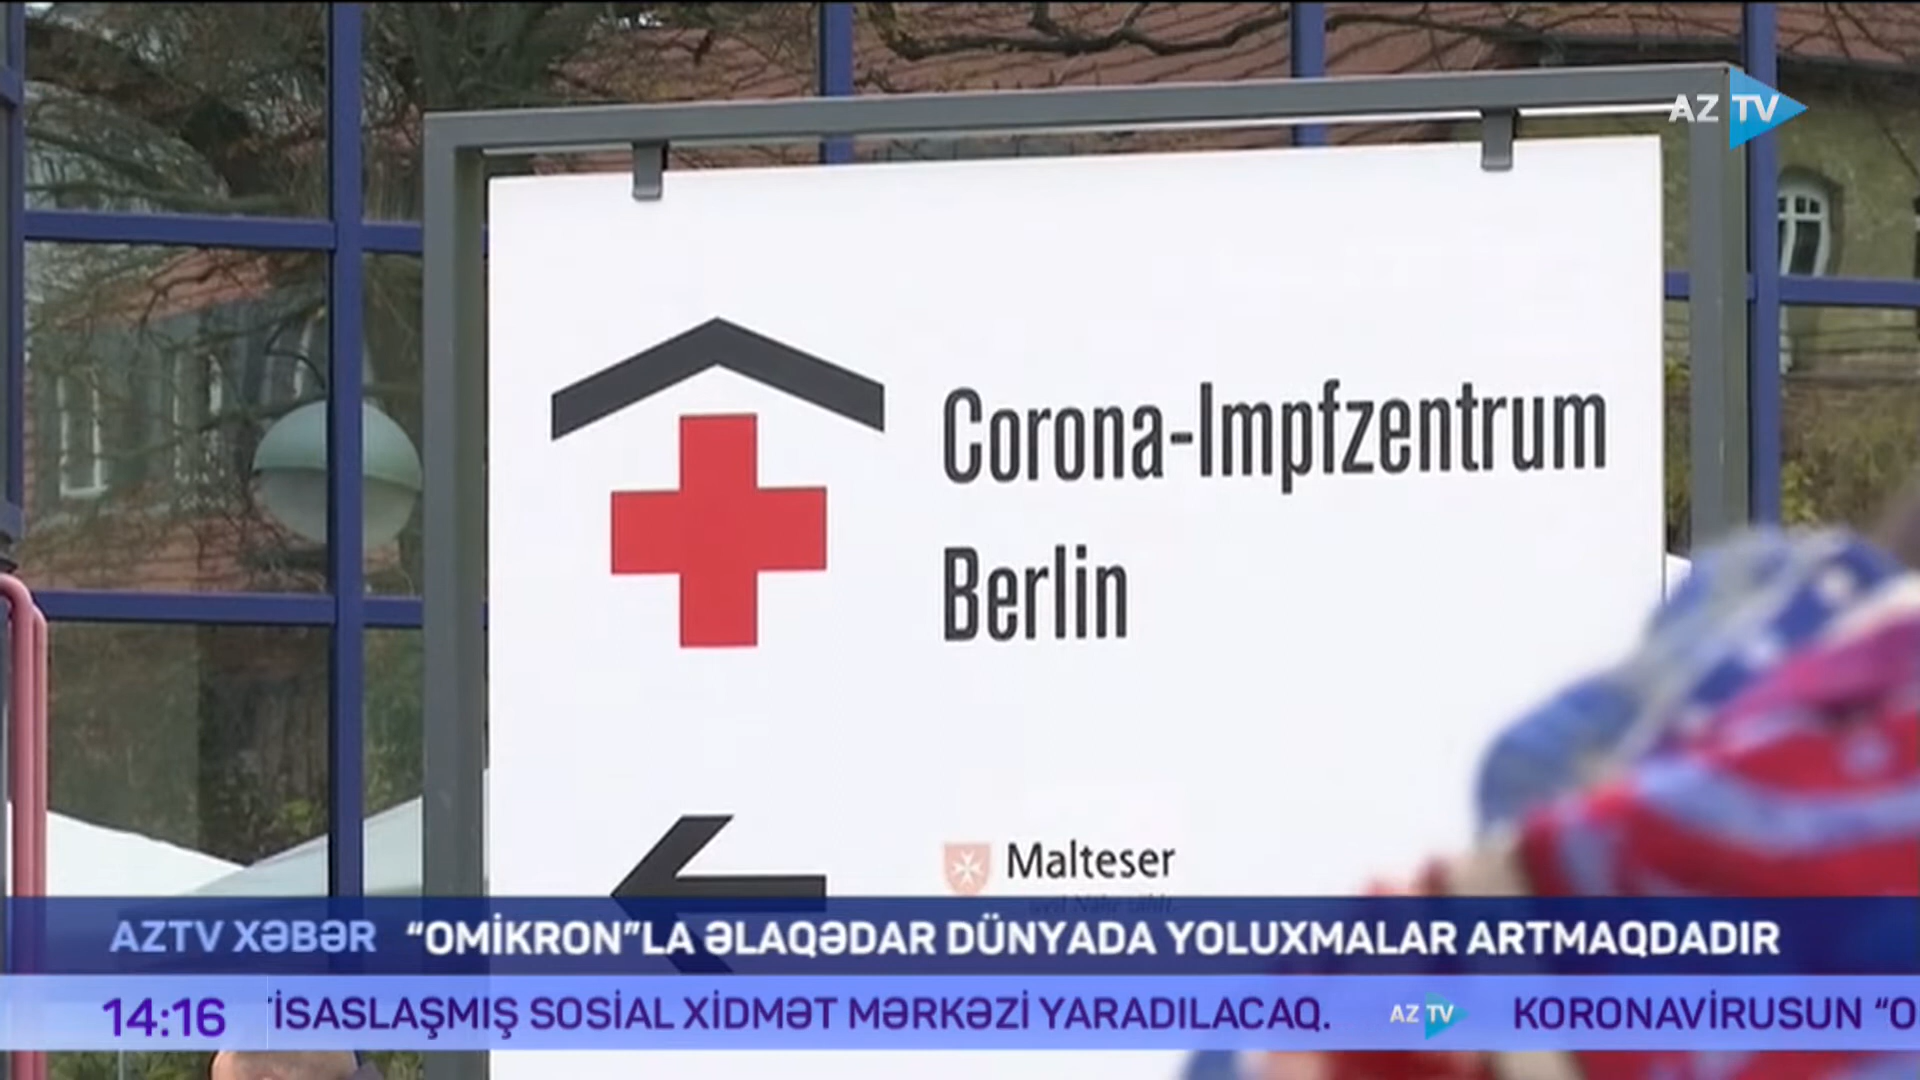 AZ TV
Corona-Impfzentrum
Berlin
Malteser
AZTV XƏBƏR “OMİKRON”LA ƏLAQƏDAR DÜNYADA YOLUXMALAR ARTMAQDADIR
14:16 TİSASLAŞMIŞ SOSİAL XİDMƏT MƏRKƏZİ YARADILACAQ. AZ TV KORONAVİRUSUN “O